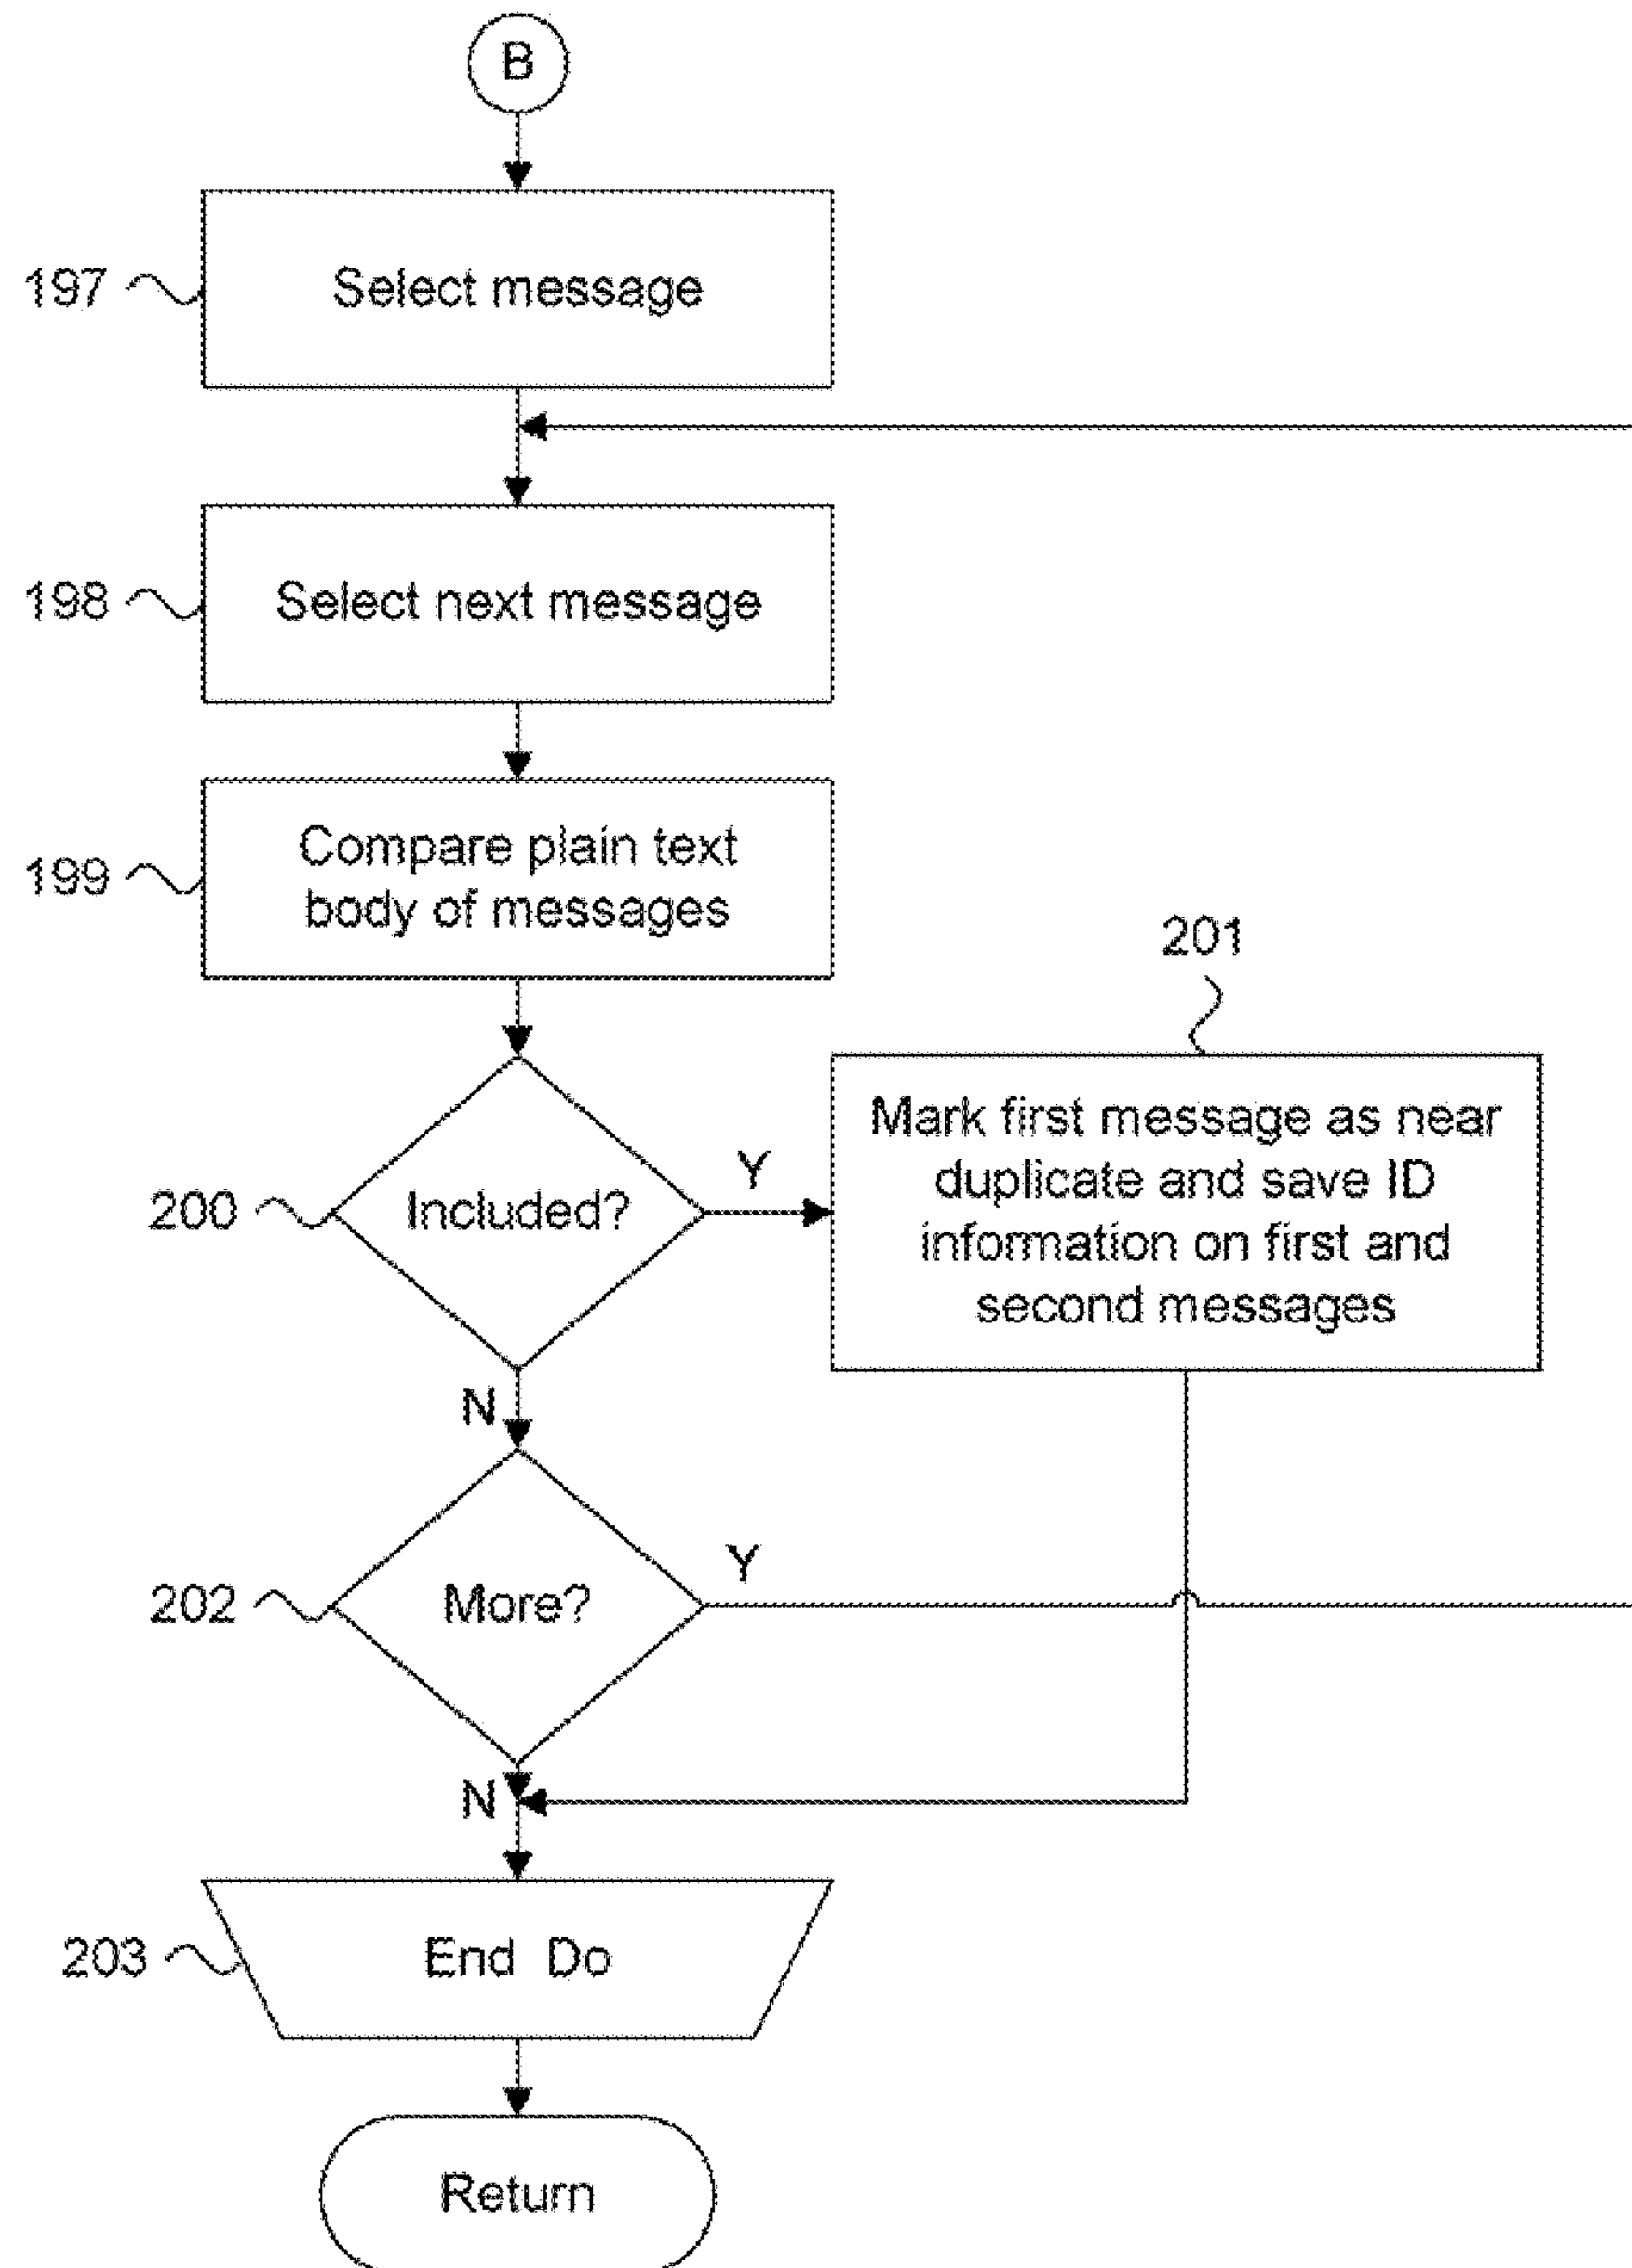 B
197
Select message
198
Select next message
199
Compare plain text
body of messages
201
Mark first message as near
duplicate and save ID
information on first and
second messages
200
Included?
Y
N
202
More?
Y
N
203
End Do
Return